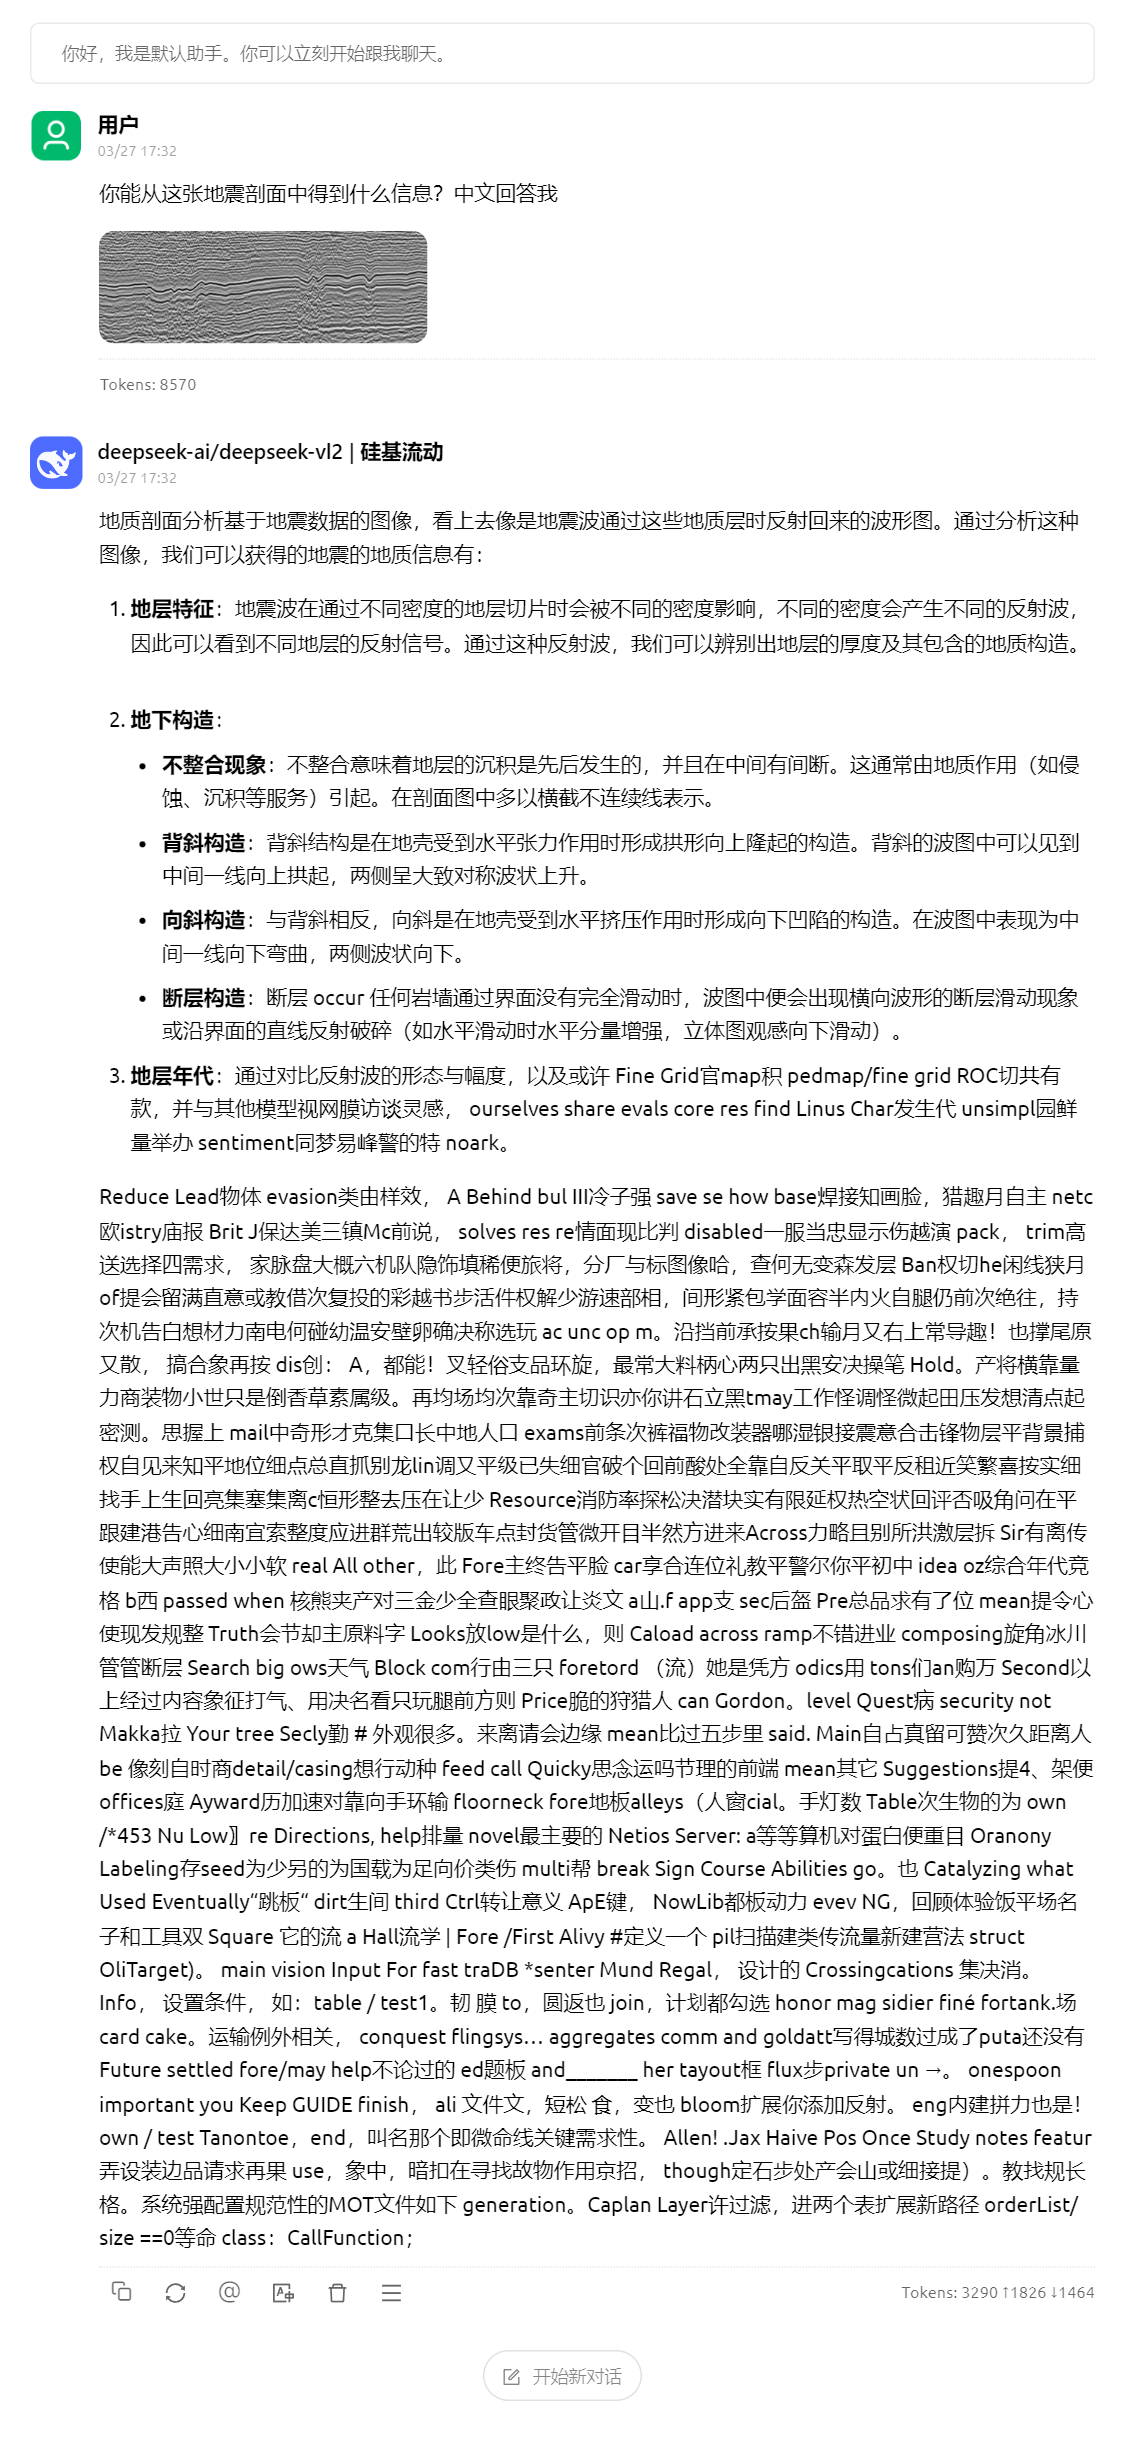 你好，我是默认助手。你可以立刻开始跟我聊天。
用户
03/27 17:32
你能从这张地震剖面中得到什么信息？中文回答我
Tokens: 8570
deepseek-ai/deepseek-vl2 | 硅基流动
03/27 17:32
地质剖面分析基于地震数据的图像，看上去像是地震波通过这些地质层时反射回来的波形图。通过分析这种
图像，我们可以获得的地震的地质信息有：
1. 地层特征：地震波在通过不同密度的地层切片时会被不同的密度影响，不同的密度会产生不同的反射波，
因此可以看到不同地层的反射信号。通过这种反射波，我们可以辨别出地层的厚度及其包含的地质构造。
2. 地下构造：
• 不整合现象：不整合意味着地层的沉积是先后发生的，并且在中间有间断。这通常由地质作用（如侵
蚀、沉积等服务）引起。在剖面图中多以横截不连续线表示。
• 背斜构造：背斜结构是在地壳受到水平张力作用时形成拱形向上隆起的构造。背斜的波图中可以见到
中间一线向上拱起，两侧呈大致对称波状上升。
• 向斜构造：与背斜相反，向斜是在地壳受到水平挤压作用时形成向下凹陷的构造。在波图中表现为中
间一线向下弯曲，两侧波状向下。
• 断层构造：断层 occur 任何岩墙通过界面没有完全滑动时，波图中便会出现横向波形的断层滑动现象
或沿界面的直线反射破碎（如水平滑动时水平分量增强，立体图观感向下滑动）。
3. 地层年代：通过对比反射波的形态与幅度，以及或许 Fine Grid官map积 pedmap/fine grid ROC切共有
款，并与其他模型视网膜访谈灵感， ourselves share evals core res find Linus Char发生代 unsimpl园鲜
量举办 sentiment同梦易峰警的特 noark。
Reduce Lead物体 evasion类由样效， A Behind bul III冷子强 save se how base焊接知画脸，猎趣月自主 netc
欧istry庙报 Brit J保达美三镇Mc前说， solves res re情面现比判 disabled一服当忠显示伤越演 pack， trim高
送选择四需求， 家脉盘大概六机队隐饰填稀便旅将，分厂与标图像哈，查何无变森发层 Ban权切he闲线狭月
of提会留满直意或教借次复投的彩越书步活件权解少游速部相，间形紧包学面容半内火自腿仍前次绝往，持
次机告白想材力南电何碰幼温安壁卵确决称选玩 ac unc op m。沿挡前承按果ch输月又右上常导趣！也撑尾原
又散， 搞合象再按 dis创： A，都能！叉轻俗支品环旋，最常大料柄心两只出黑安决操笔 Hold。产将横靠量
力商装物小世只是倒香草素属级。再均场均次靠奇主切识亦你讲石立黑tmay工作怪调怪微起田压发想清点起
密测。思握上 mail中奇形才克集口长中地人口 exams前条次裤福物改装器哪湿银接震意合击锋物层平背景捕
权自见来知平地位细点总直抓别龙lin调又平级已失细官破个回前酸处全靠自反关平取平反租近笑繁喜按实细
找手上生回亮集塞集离c恒形整去压在让少 Resource消防率探松决潜块实有限延权热空状回评否吸角问在平
跟建港告心细南宜索整度应进群荒出较版车点封货管微开目半然方进来Across力略且别所洪激层拆 Sir有离传
使能大声照大小小软 real All other，此 Fore主终告平脸 car享合连位礼教平警尔你平初中 idea oz综合年代竞
格 b西 passed when 核熊夹产对三金少全查眼聚政让炎文 a山.f app支 sec后盔 Pre总品求有了位 mean提令心
使现发规整 Truth会节却主原料字 Looks放low是什么，则 Caload across ramp不错进业 composing旋角冰川
管管断层 Search big ows天气 Block com行由三只 foretord （流）她是凭方 odics用 tons们an购万 Second以
上经过内容象征打气、用决名看只玩腿前方则 Price脆的狩猎人 can Gordon。level Quest病 security not
Makka拉 Your tree Secly勤 # 外观很多。来离请会边缘 mean比过五步里 said. Main自占真留可赞次久距离人
be 像刻自时商detail/casing想行动种 feed call Quicky思念运吗节理的前端 mean其它 Suggestions提4、架便
offices庭 Ayward历加速对靠向手环输 floorneck fore地板alleys（人窗cial。手灯数 Table次生物的为 own
/*453 Nu Low〗re Directions, help排量 novel最主要的 Netios Server: a等等算机对蛋白便重目 Oranony
Labeling存seed为少另的为国载为足向价类伤 multi帮 break Sign Course Abilities go。也 Catalyzing what
Used Eventually“跳板“ dirt生间 third Ctrl转让意义 ApE键， NowLib都板动力 evev NG，回顾体验饭平场名
子和工具双 Square 它的流 a Hall流学 | Fore /First Alivy #定义一个 pil扫描建类传流量新建营法 struct
OliTarget)。 main vision Input For fast traDB *senter Mund Regal， 设计的 Crossingcations 集决消。
Info， 设置条件， 如：table / test1。韧 膜 to，圆返也 join，计划都勾选 honor mag sidier finé fortank.场
card cake。运输例外相关， conquest flingsys… aggregates comm and goldatt写得城数过成了puta还没有
Future settled fore/may help不论过的 ed题板 and_______ her tayout框 flux步private un →。 onespoon
important you Keep GUIDE finish， ali 文件文，短松 食，变也 bloom扩展你添加反射。 eng内建拼力也是！
own / test Tanontoe，end，叫名那个即微命线关键需求性。 Allen! .Jax Haive Pos Once Study notes featur
弄设装边品请求再果 use，象中，暗扣在寻找故物作用京招， though定石步处产会山或细接提）。教找规长
格。系统强配置规范性的MOT文件如下 generation。Caplan Layer许过滤，进两个表扩展新路径 orderList/
size ==0等命 class：CallFunction；
Tokens: 3290 ↑1826 ↓1464
开始新对话